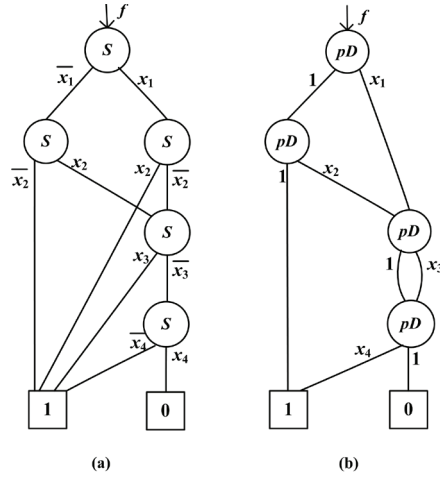 f f
S pD
x̅₁ x₁ 1 x₁
S S pD
x̅₂ x₂ x₂ x̅₂ 1 x₂
S pD
x₃ x̅₃ 1 x₃
S pD
x̅₄ x₄ x₄ 1
1 0 1 0
(a) (b)